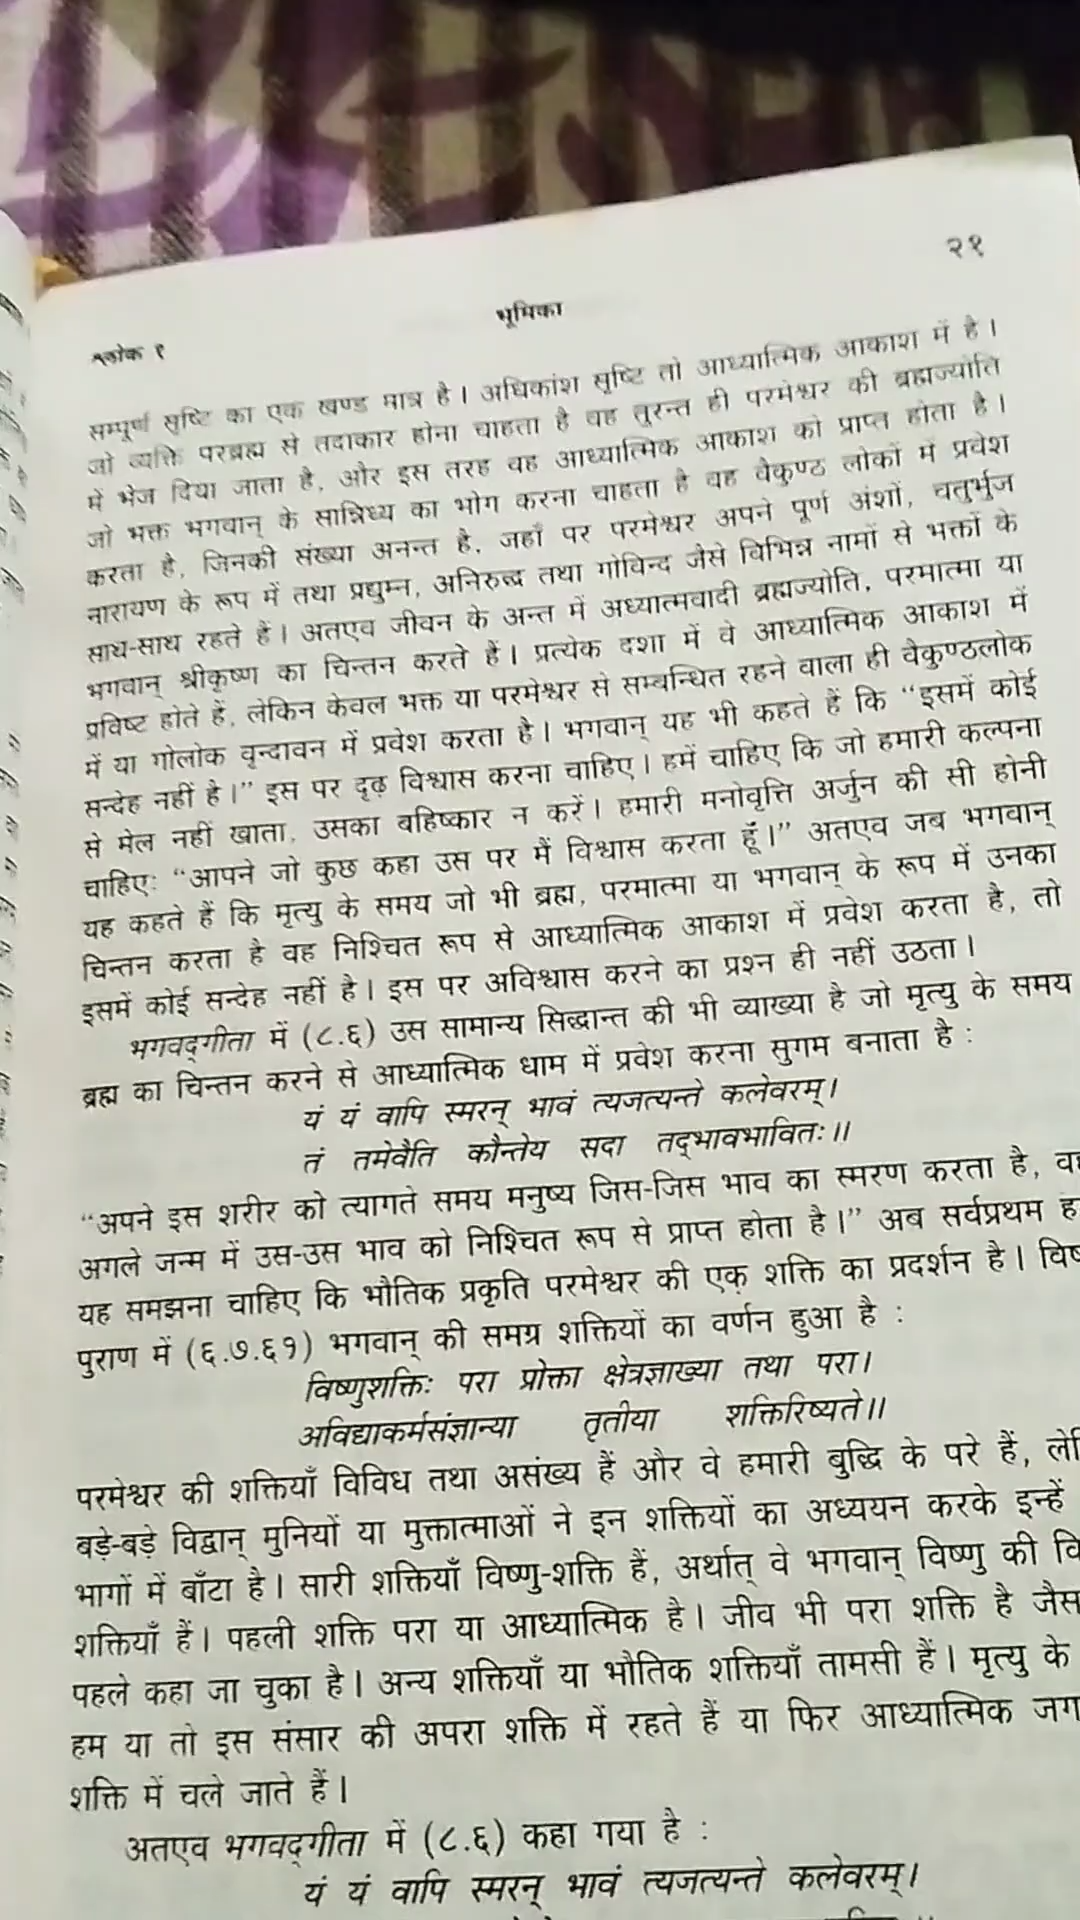 २१
भूमिका
श्लोक १
सम्पूर्ण सृष्टि का एक खण्ड मात्र है। अधिकांश सृष्टि तो आध्यात्मिक आकाश में है।
जो व्यक्ति परब्रह्म से तदाकार होना चाहता है वह तुरन्त ही परमेश्वर की ब्रह्मज्योति
में भेज दिया जाता है, और इस तरह वह आध्यात्मिक आकाश को प्राप्त होता है।
जो भक्त भगवान् के सान्निध्य का भोग करना चाहता है वह वैकुण्ठ लोकों में प्रवेश
करता है, जिनकी संख्या अनन्त है, जहाँ पर परमेश्वर अपने पूर्ण अंशों, चतुर्भुज
नारायण के रूप में तथा प्रद्युम्न, अनिरुद्ध तथा गोविन्द जैसे विभिन्न नामों से भक्तों के
साथ-साथ रहते हैं। अतएव जीवन के अन्त में अध्यात्मवादी ब्रह्मज्योति, परमात्मा या
भगवान् श्रीकृष्ण का चिन्तन करते हैं। प्रत्येक दशा में वे आध्यात्मिक आकाश में
प्रविष्ट होते हैं, लेकिन केवल भक्त या परमेश्वर से सम्बन्धित रहने वाला ही वैकुण्ठलोक
में या गोलोक वृन्दावन में प्रवेश करता है। भगवान् यह भी कहते हैं कि “इसमें कोई
सन्देह नहीं है।” इस पर दृढ़ विश्वास करना चाहिए। हमें चाहिए कि जो हमारी कल्पना
से मेल नहीं खाता, उसका बहिष्कार न करें। हमारी मनोवृत्ति अर्जुन की सी होनी
चाहिए: “आपने जो कुछ कहा उस पर मैं विश्वास करता हूँ।” अतएव जब भगवान्
यह कहते हैं कि मृत्यु के समय जो भी ब्रह्म, परमात्मा या भगवान् के रूप में उनका
चिन्तन करता है वह निश्चित रूप से आध्यात्मिक आकाश में प्रवेश करता है, तो
इसमें कोई सन्देह नहीं है। इस पर अविश्वास करने का प्रश्न ही नहीं उठता।
भगवद्‌गीता में (८.६) उस सामान्य सिद्धान्त की भी व्याख्या है जो मृत्यु के समय
ब्रह्म का चिन्तन करने से आध्यात्मिक धाम में प्रवेश करना सुगम बनाता है :
यं यं वापि स्मरन् भावं त्यजत्यन्ते कलेवरम्।
तं तमेवैति कौन्तेय सदा तद्‌भावभावितः॥
“अपने इस शरीर को त्यागते समय मनुष्य जिस-जिस भाव का स्मरण करता है,
अगले जन्म में उस-उस भाव को निश्चित रूप से प्राप्त होता है।” अब सर्वप्रथम
यह समझना चाहिए कि भौतिक प्रकृति परमेश्वर की एक शक्ति का प्रदर्शन है।
पुराण में (६.७.६१) भगवान् की समग्र शक्तियों का वर्णन हुआ है :
विष्णुशक्तिः परा प्रोक्ता क्षेत्रज्ञाख्या तथा परा।
अविद्याकर्मसंज्ञान्या तृतीया शक्तिरिष्यते॥
परमेश्वर की शक्तियाँ विविध तथा असंख्य हैं और वे हमारी बुद्धि के परे हैं,
बड़े-बड़े विद्वान् मुनियों या मुक्तात्माओं ने इन शक्तियों का अध्ययन करके इन्हें
भागों में बाँटा है। सारी शक्तियाँ विष्णु-शक्ति हैं, अर्थात् वे भगवान् विष्णु की
शक्तियाँ हैं। पहली शक्ति परा या आध्यात्मिक है। जीव भी परा शक्ति है
पहले कहा जा चुका है। अन्य शक्तियाँ या भौतिक शक्तियाँ तामसी हैं। मृत्यु के
हम या तो इस संसार की अपरा शक्ति में रहते हैं या फिर आध्यात्मिक
शक्ति में चले जाते हैं।
अतएव भगवद्‌गीता में (८.६) कहा गया है :
यं यं वापि स्मरन् भावं त्यजत्यन्ते कलेवरम्।